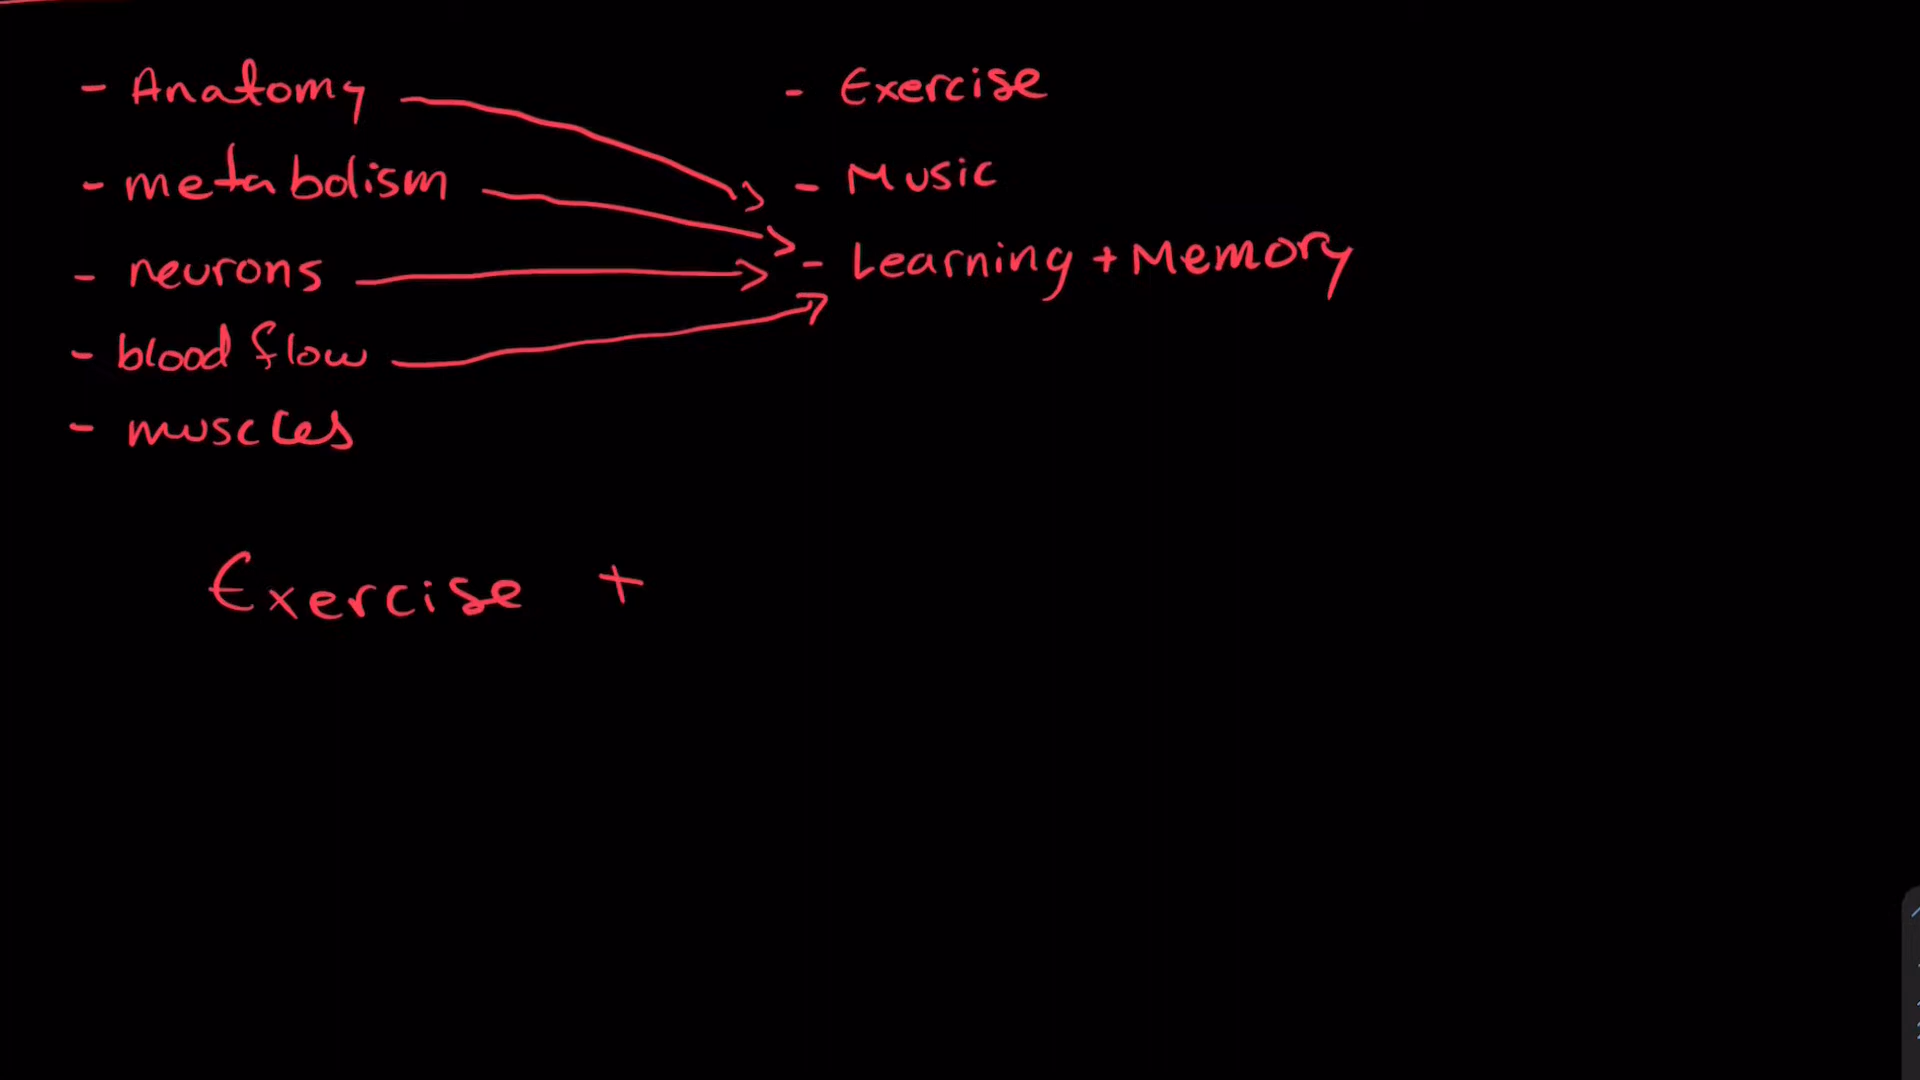 - Anatomy
- metabolism
- neurons
- blood flow
- muscles
- Exercise
- Music
- Learning + Memory
Exercise +